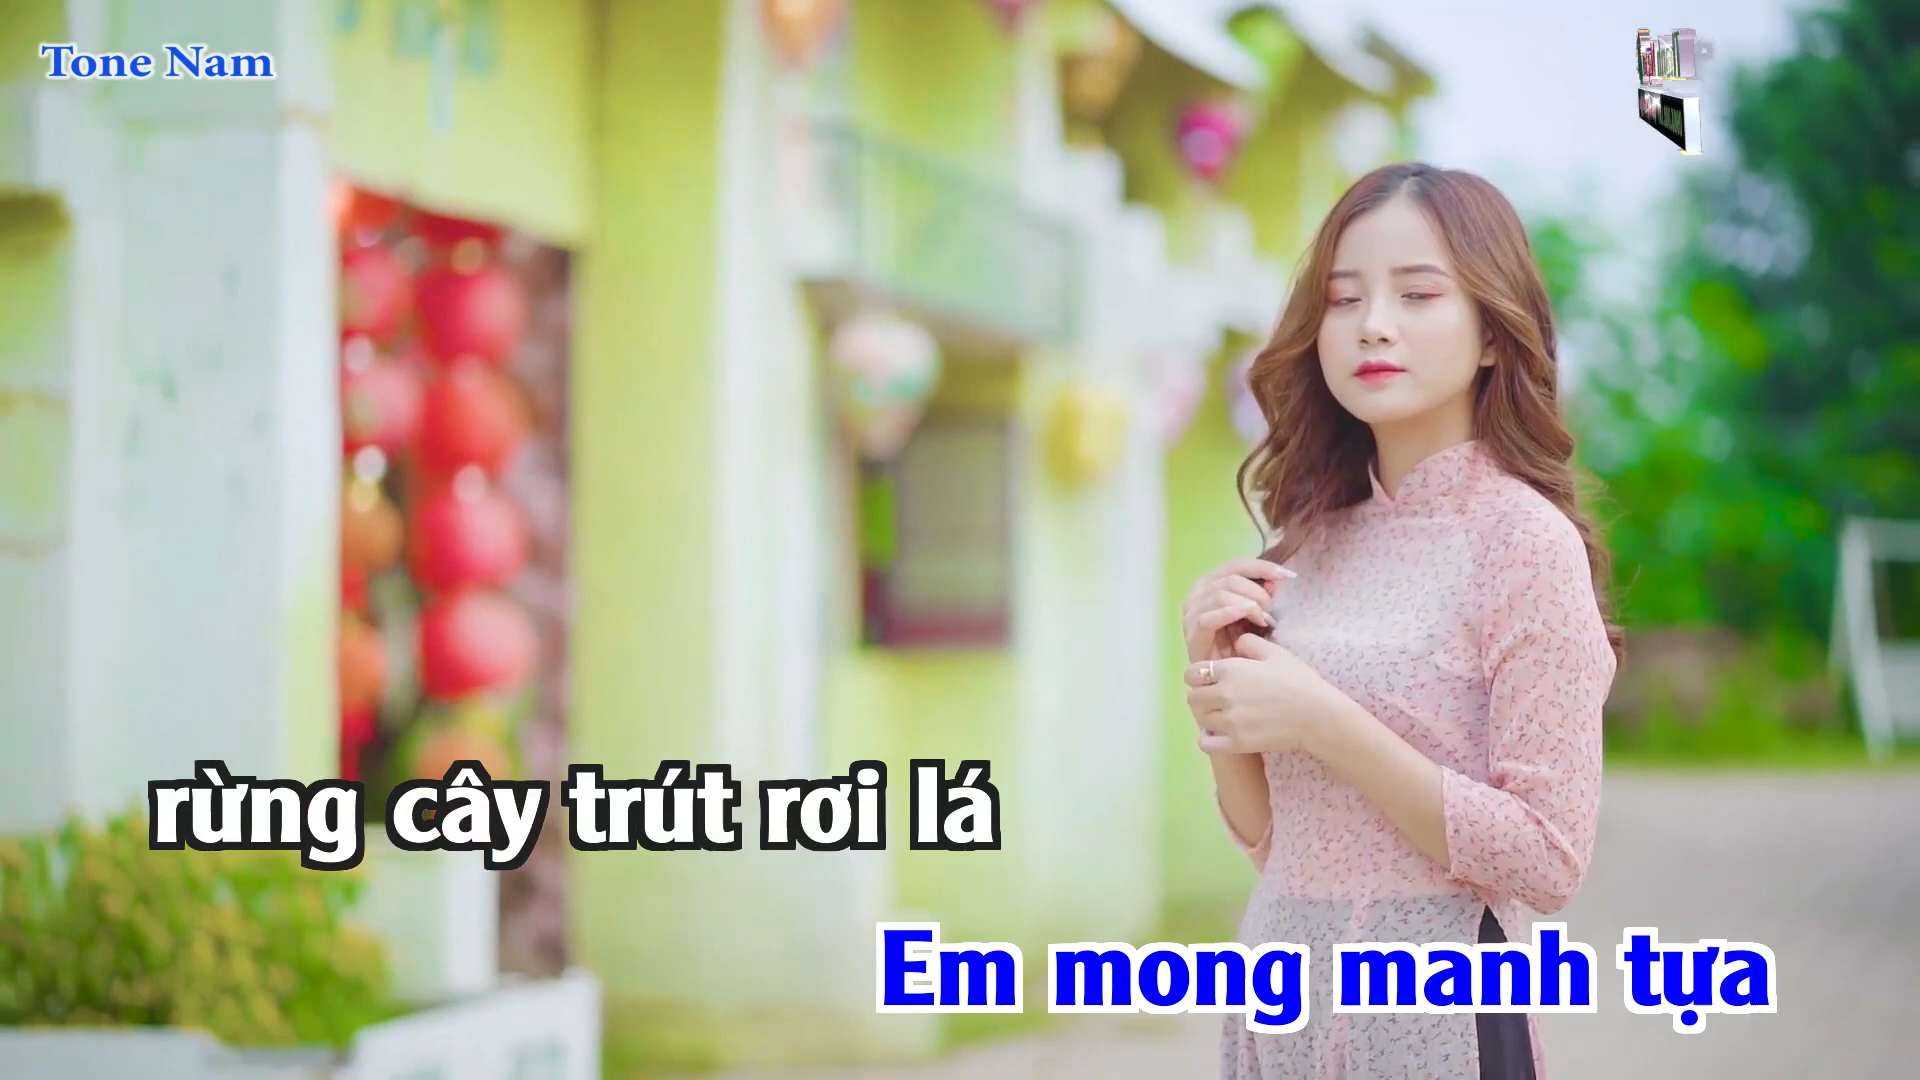 Tone Nam
rừng cây trút rơi lá
Em mong manh tựa